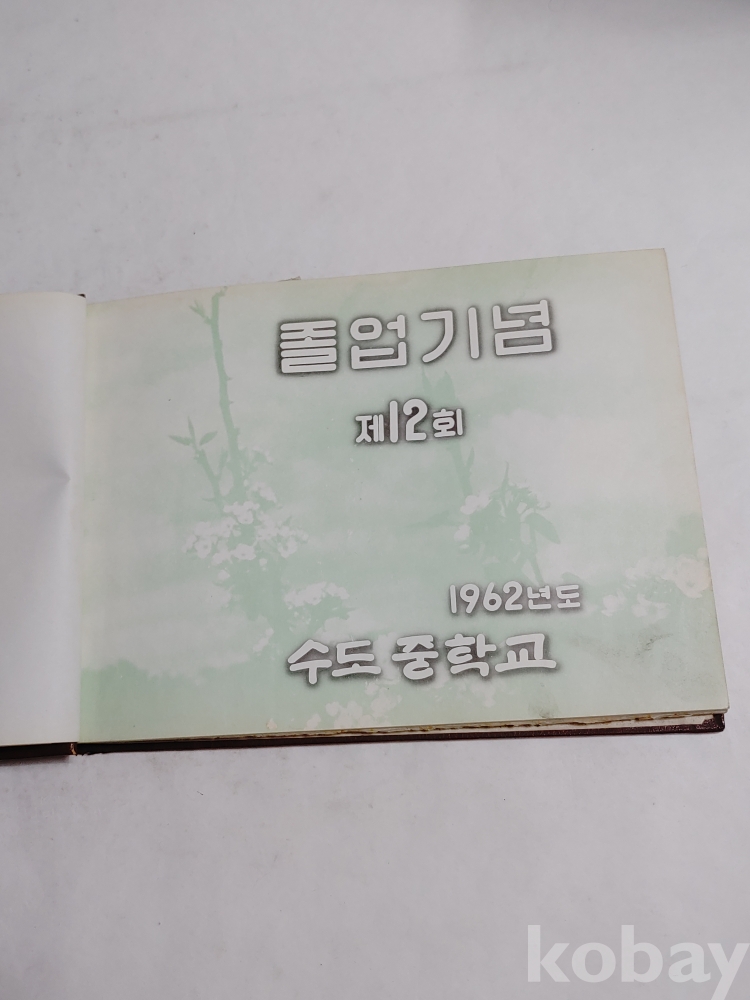 졸업기념
제12회
1962년도
수도 중학교
kobay